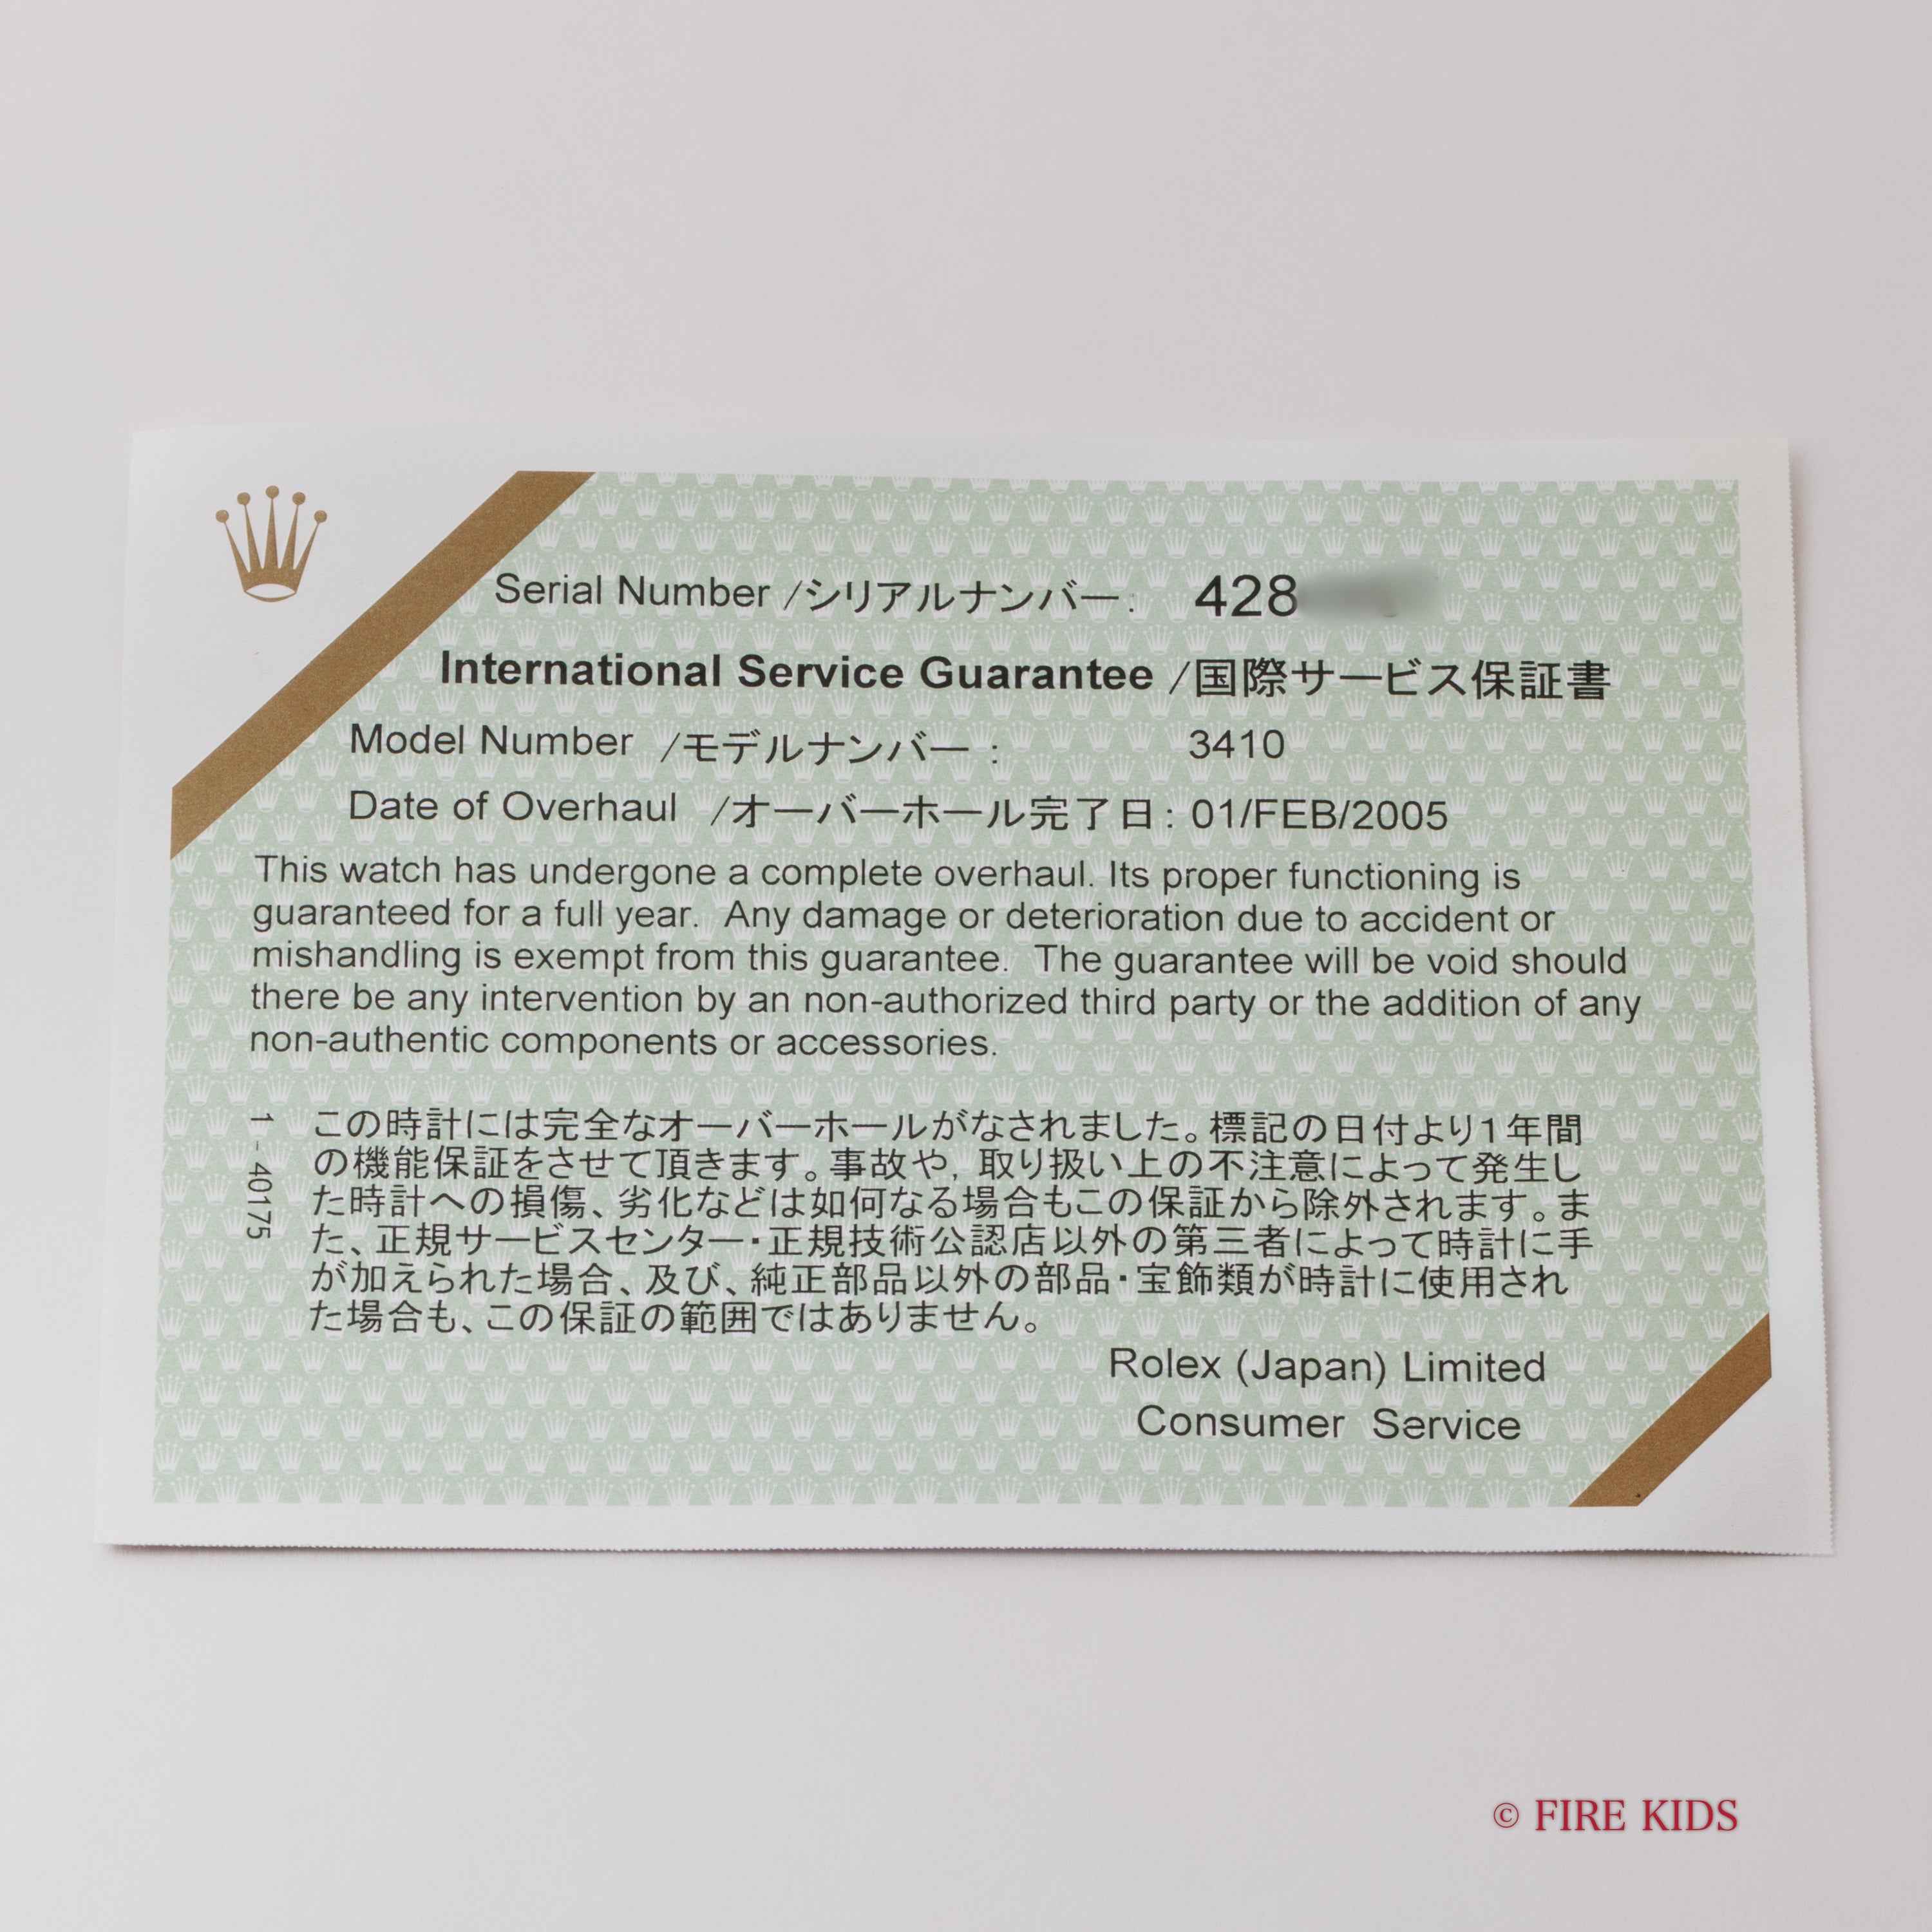 Serial Number /シリアルナンバー: 428
International Service Guarantee /国際サービス保証書
Model Number /モデルナンバー : 3410
Date of Overhaul /オーバーホール完了日: 01/FEB/2005
This watch has undergone a complete overhaul. Its proper functioning is
guaranteed for a full year. Any damage or deterioration due to accident or
mishandling is exempt from this guarantee. The guarantee will be void should
there be any intervention by an non-authorized third party or the addition of any
non-authentic components or accessories.
1 - 40175
この時計には完全なオーバーホールがなされました。標記の日付より1年間
の機能保証をさせて頂きます。事故や, 取り扱い上の不注意によって発生し
た時計への損傷、劣化などは如何なる場合もこの保証から除外されます。ま
た、正規サービスセンター・正規技術公認店以外の第三者によって時計に手
が加えられた場合、及び、純正部品以外の部品・宝飾類が時計に使用され
た場合も、この保証の範囲ではありません。
Rolex (Japan) Limited
Consumer Service
© FIRE KIDS